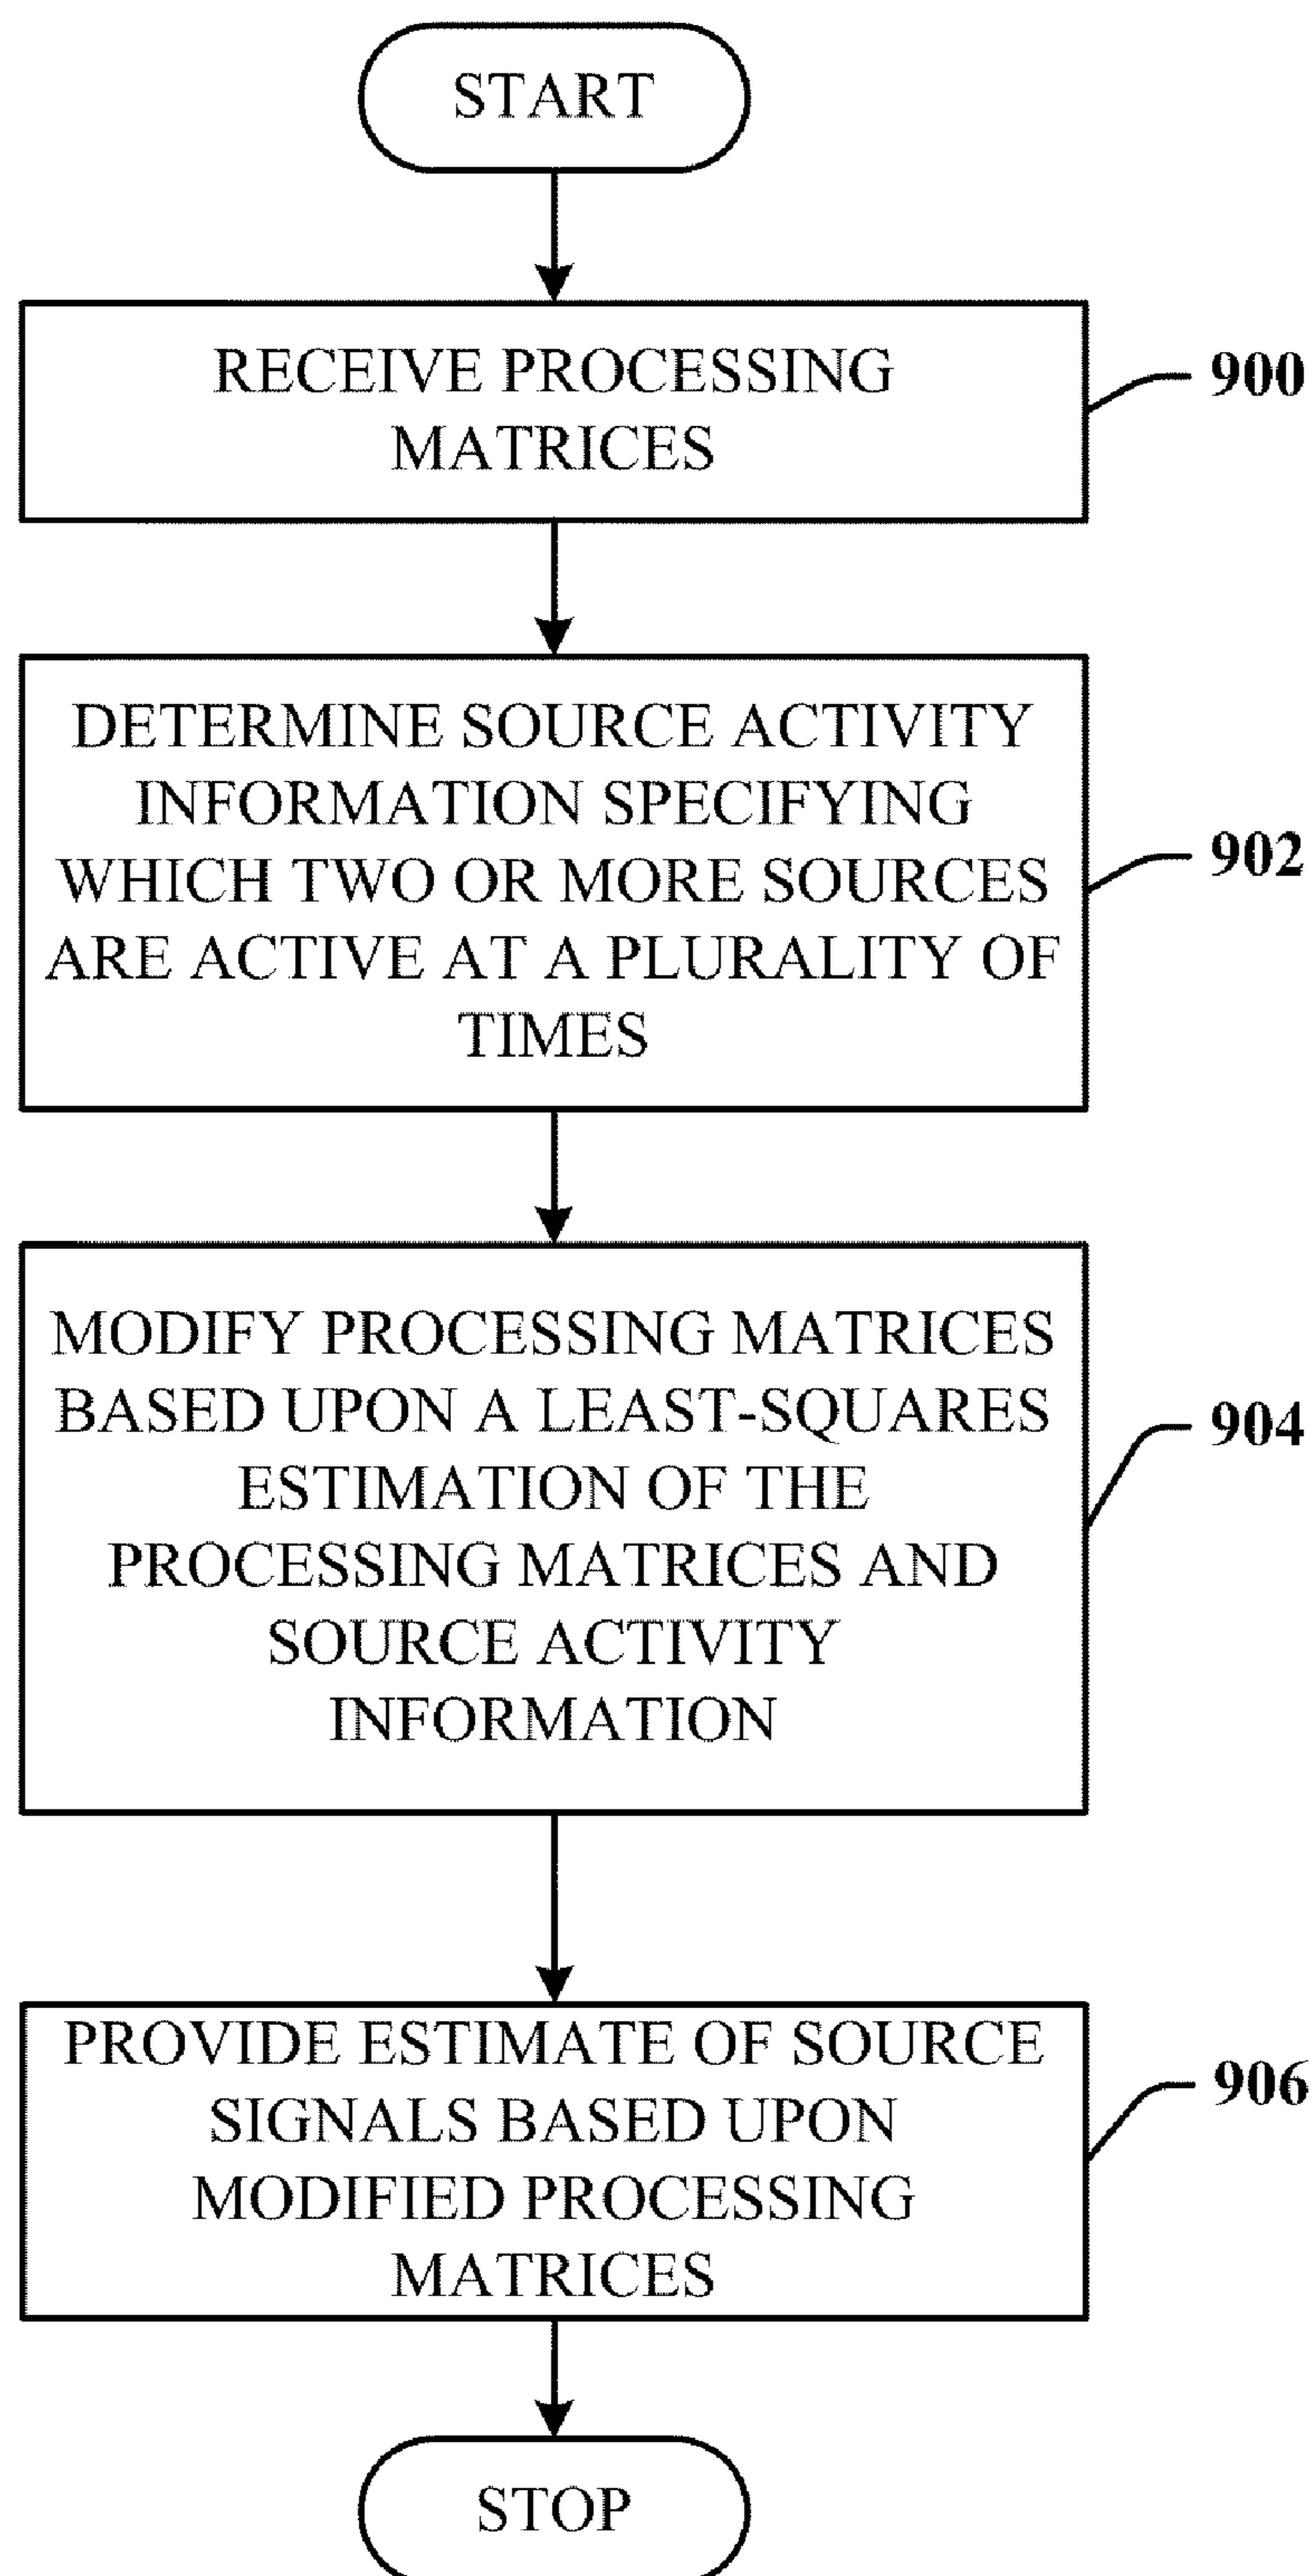 START
RECEIVE PROCESSING
MATRICES
900
DETERMINE SOURCE ACTIVITY
INFORMATION SPECIFYING
WHICH TWO OR MORE SOURCES
ARE ACTIVE AT A PLURALITY OF
TIMES
902
MODIFY PROCESSING MATRICES
BASED UPON A LEAST-SQUARES
ESTIMATION OF THE
PROCESSING MATRICES AND
SOURCE ACTIVITY
INFORMATION
904
PROVIDE ESTIMATE OF SOURCE
SIGNALS BASED UPON
MODIFIED PROCESSING
MATRICES
906
STOP